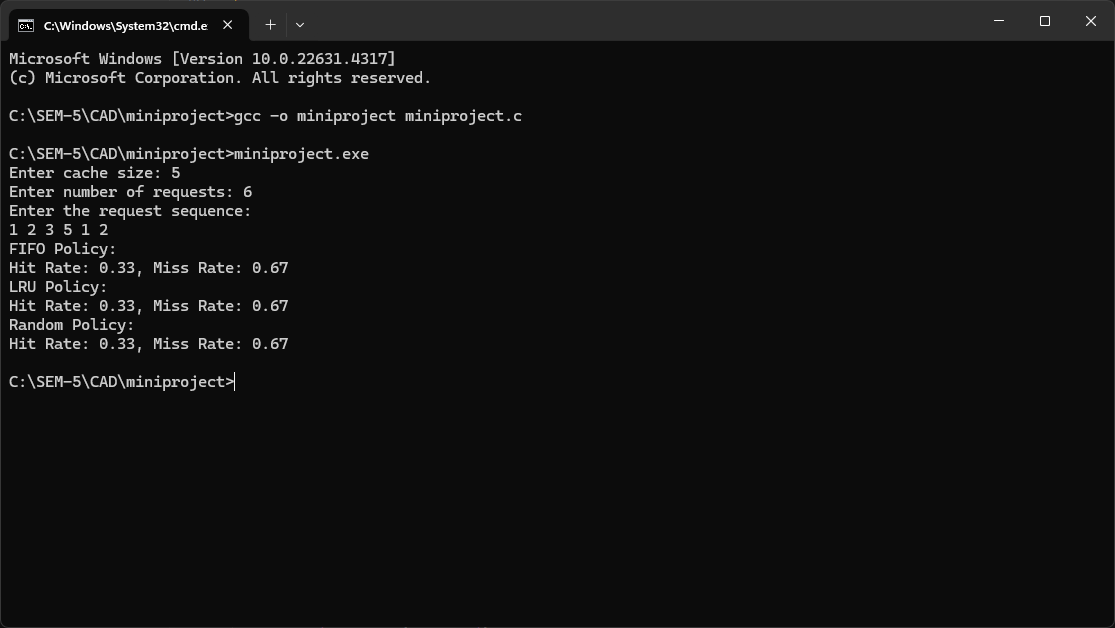 C:\Windows\System32\cmd.e
Microsoft Windows [Version 10.0.22631.4317]
(c) Microsoft Corporation. All rights reserved.
C:\SEM-5\CAD\miniproject>gcc -o miniproject miniproject.c
C:\SEM-5\CAD\miniproject>miniproject.exe
Enter cache size: 5
Enter number of requests: 6
Enter the request sequence:
1 2 3 5 1 2
FIFO Policy:
Hit Rate: 0.33, Miss Rate: 0.67
LRU Policy:
Hit Rate: 0.33, Miss Rate: 0.67
Random Policy:
Hit Rate: 0.33, Miss Rate: 0.67
C:\SEM-5\CAD\miniproject>